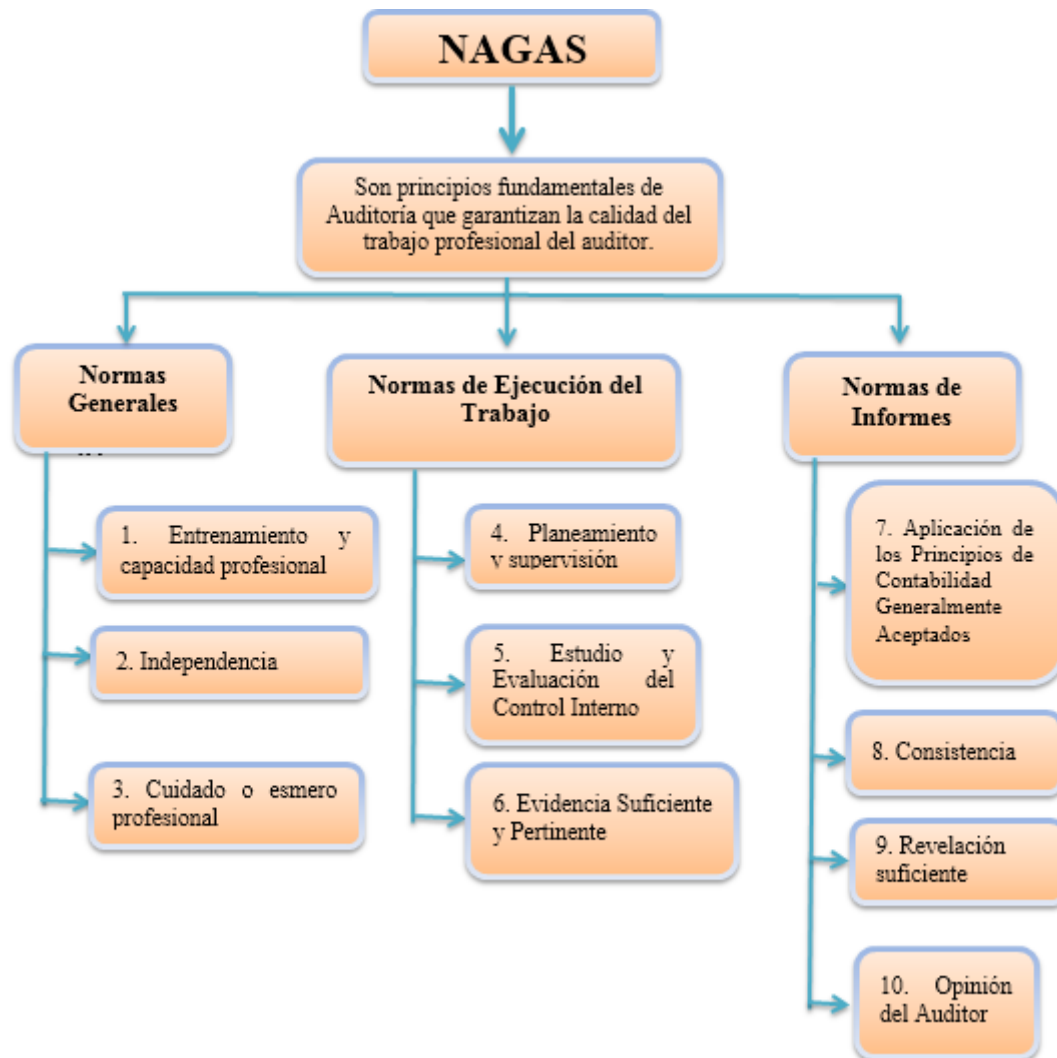 NAGAS
Son principios fundamentales de
Auditoría que garantizan la calidad del
trabajo profesional del auditor.
Normas
Generales
Normas de Ejecución del
Trabajo
Normas de
Informes
1. Entrenamiento y
capacidad profesional
2. Independencia
3. Cuidado o esmero
profesional
4. Planeamiento
y supervisión
5. Estudio y
Evaluación del
Control Interno
6. Evidencia Suficiente
y Pertinente
7. Aplicación de
los Principios de
Contabilidad
Generalmente
Aceptados
8. Consistencia
9. Revelación
suficiente
10. Opinión
del Auditor